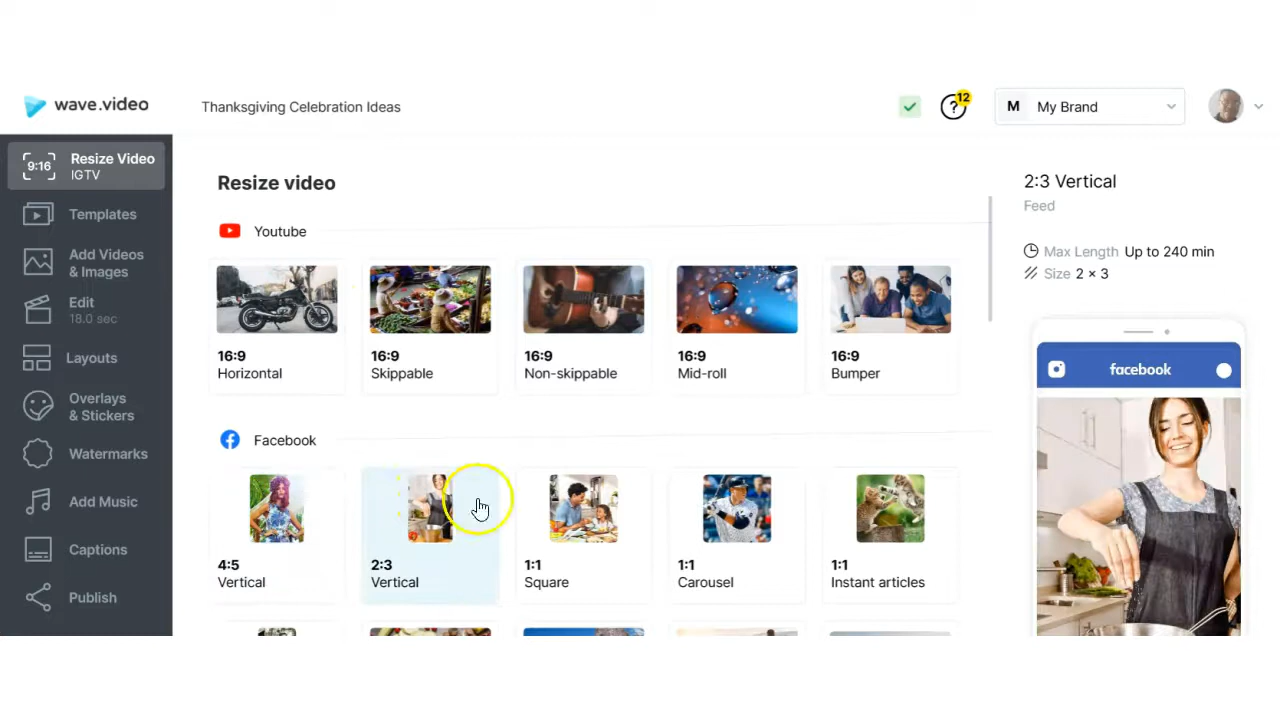 wave.video
Thanksgiving Celebration Ideas
?
12
M
My Brand
9:16
Resize Video
IGTV
Templates
Add Videos
& Images
Edit
18.0 sec
Layouts
Overlays
& Stickers
Watermarks
Add Music
Captions
Publish
Resize video
Youtube
16:9
Horizontal
16:9
Skippable
16:9
Non-skippable
16:9
Mid-roll
16:9
Bumper
Facebook
4:5
Vertical
2:3
Vertical
1:1
Square
1:1
Carousel
1:1
Instant articles
2:3 Vertical
Feed
Max Length Up to 240 min
Size 2 × 3
facebook